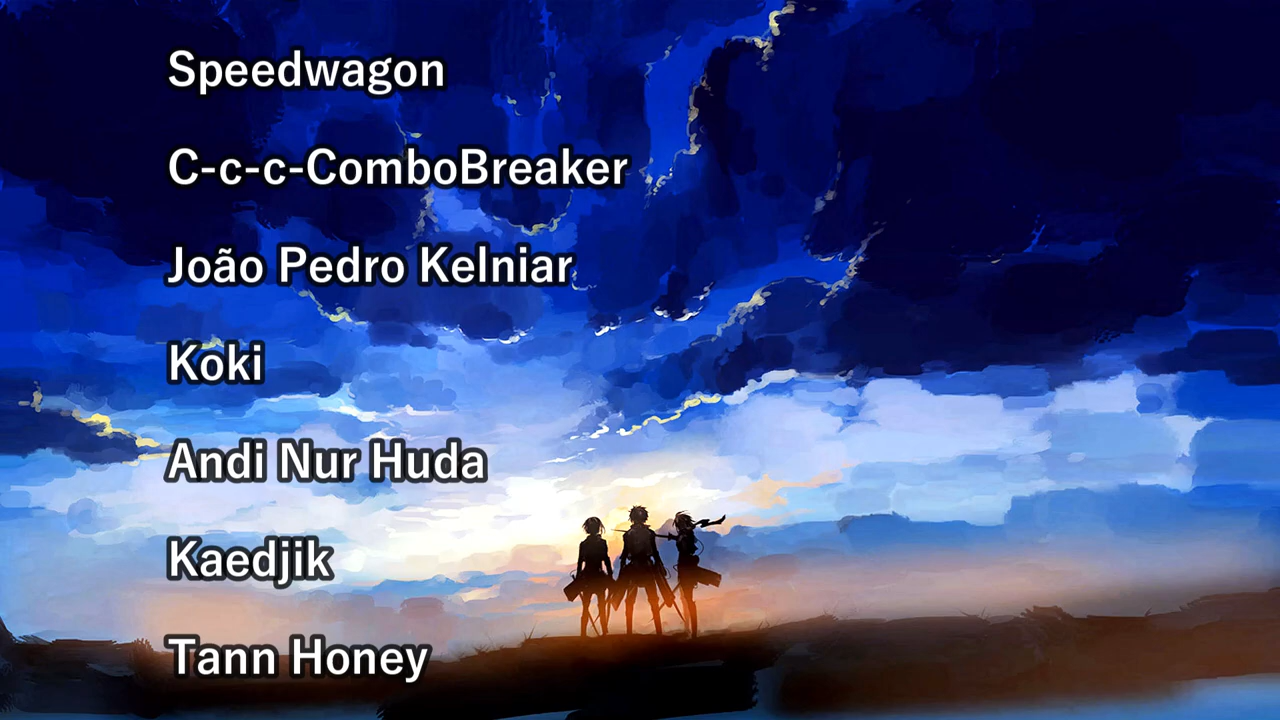 Speedwagon
C-c-c-ComboBreaker
João Pedro Kelniar
Koki
Andi Nur Huda
Kaedjik
Tann Honey